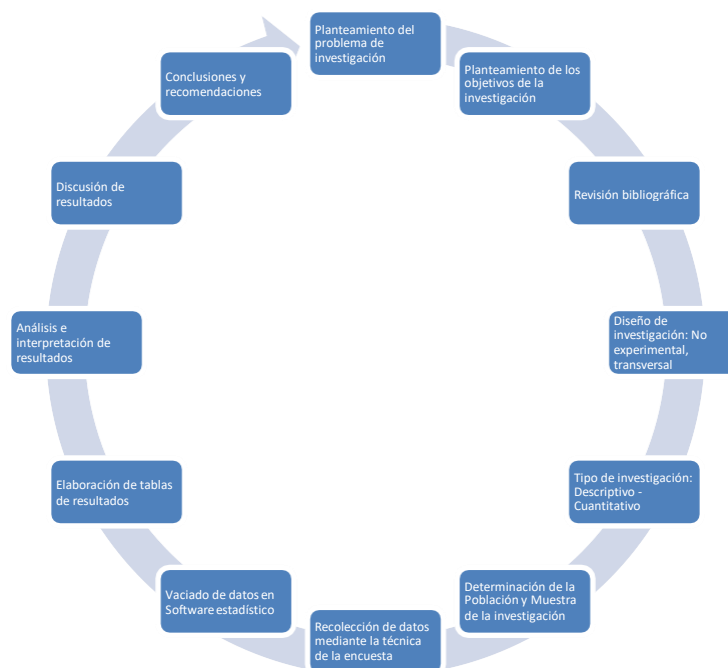 Planteamiento del
problema de
investigación
Planteamiento de los
objetivos de la
investigación
Revisión bibliográfica
Diseño de
investigación: No
experimental,
transversal
Tipo de investigación:
Descriptivo -
Cuantitativo
Determinación de la
Población y Muestra
de la investigación
Recolección de datos
mediante la técnica
de la encuesta
Vaciado de datos en
Software estadístico
Elaboración de tablas
de resultados
Análisis e
interpretación de
resultados
Discusión de
resultados
Conclusiones y
recomendaciones